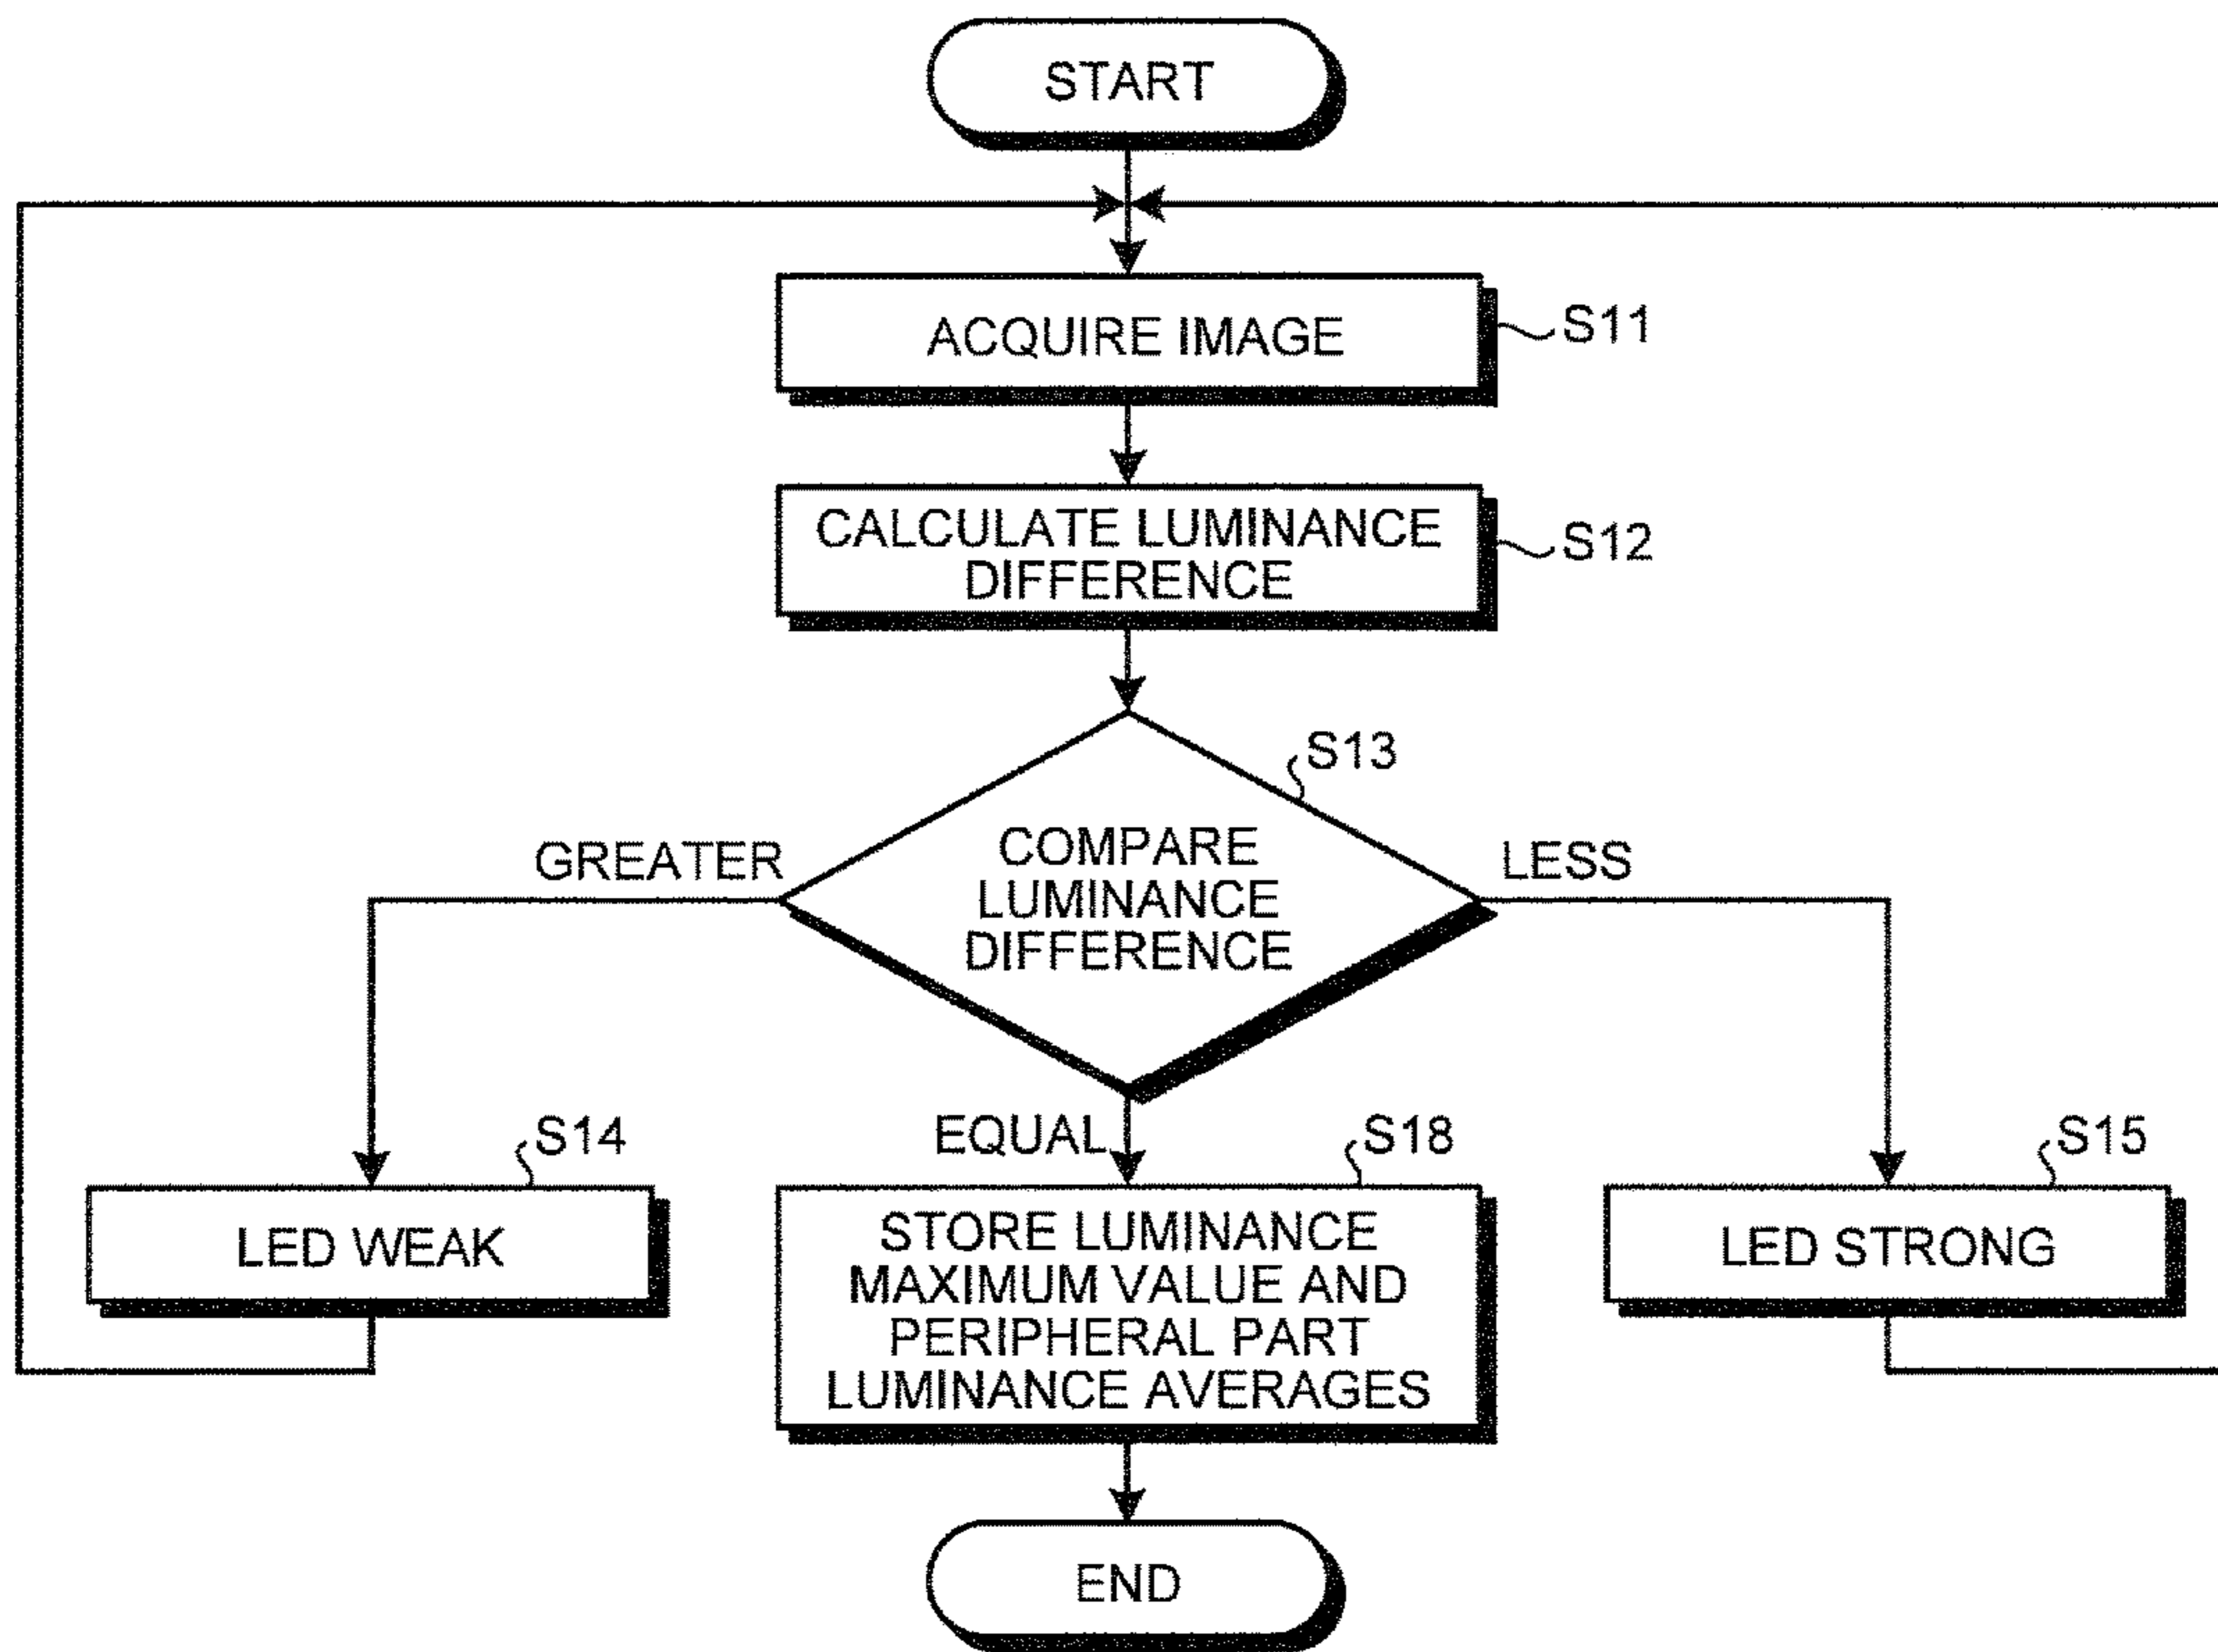 START
ACQUIRE IMAGE
S11
CALCULATE LUMINANCE
DIFFERENCE
S12
S13
COMPARE
LUMINANCE
DIFFERENCE
GREATER
LESS
EQUAL
S14
LED WEAK
S18
STORE LUMINANCE
MAXIMUM VALUE AND
PERIPHERAL PART
LUMINANCE AVERAGES
S15
LED STRONG
END